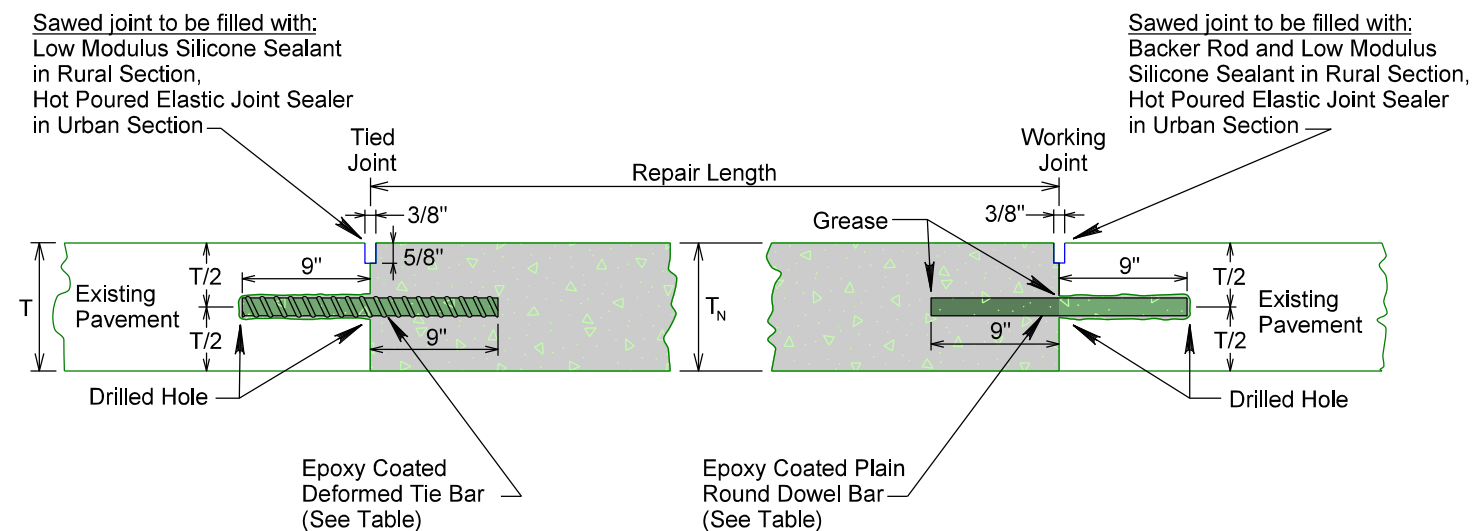 Sawed joint to be filled with:
Low Modulus Silicone Sealant
in Rural Section,
Hot Poured Elastic Joint Sealer
in Urban Section
Sawed joint to be filled with:
Backer Rod and Low Modulus
Silicone Sealant in Rural Section,
Hot Poured Elastic Joint Sealer
in Urban Section
Tied
Joint
Working
Joint
Repair Length
3/8"
5/8"
Grease
3/8"
T
Existing
Pavement
T/2
T/2
9"
9"
TN
9"
9"
T/2
T/2
Existing
Pavement
Drilled Hole
Drilled Hole
Epoxy Coated
Deformed Tie Bar
(See Table)
Epoxy Coated Plain
Round Dowel Bar
(See Table)